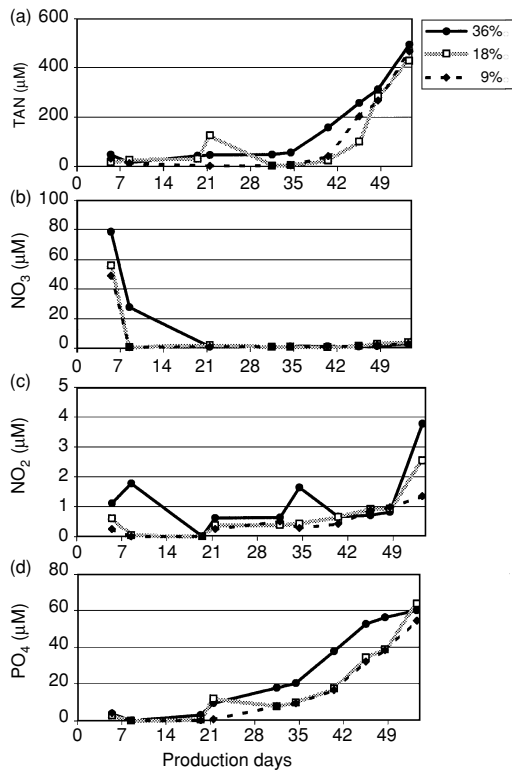 (a)
600
400
200
0
TAN (μM)
0 7 14 21 28 35 42 49
36%
18%
9%
(b)
100
80
60
40
20
0
NO3 (μM)
0 7 14 21 28 35 42 49
(c)
5
4
3
2
1
0
NO2 (μM)
0 7 14 21 28 35 42 49
(d)
80
60
40
20
0
PO4 (μM)
0 7 14 21 28 35 42 49
Production days